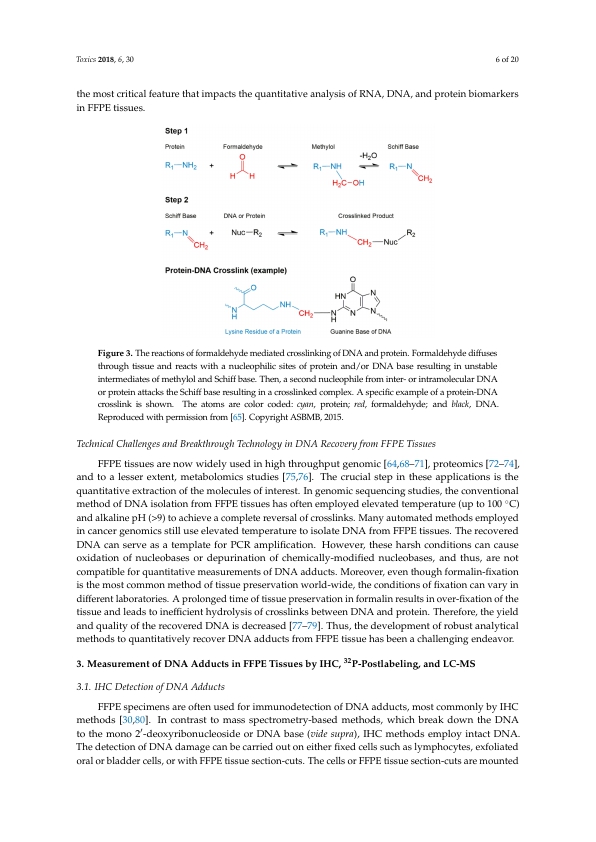 Toxics 2018, 6, 30
6 of 20
the most critical feature that impacts the quantitative analysis of RNA, DNA, and protein biomarkers
in FFPE tissues.
Step 1
Protein Formaldehyde Methylol Schiff Base
R1—NH2 + O H H R1—NH H2C−OH -H2O R1—N CH2
Step 2
Schiff Base DNA or Protein Crosslinked Product
R1—N CH2 + Nuc—R2 R1—NH CH2—Nuc R2
Protein-DNA Crosslink (example)
O N H NH CH2 N H HN O N N N
Lysine Residue of a Protein Guanine Base of DNA
Figure 3. The reactions of formaldehyde mediated crosslinking of DNA and protein. Formaldehyde diffuses
through tissue and reacts with a nucleophilic sites of protein and/or DNA base resulting in unstable
intermediates of methylol and Schiff base. Then, a second nucleophile from inter- or intramolecular DNA
or protein attacks the Schiff base resulting in a crosslinked complex. A specific example of a protein-DNA
crosslink is shown. The atoms are color coded: cyan, protein; red, formaldehyde; and black, DNA.
Reproduced with permission from [65]. Copyright ASBMB, 2015.
Technical Challenges and Breakthrough Technology in DNA Recovery from FFPE Tissues
FFPE tissues are now widely used in high throughput genomic [64,68–71], proteomics [72–74],
and to a lesser extent, metabolomics studies [75,76]. The crucial step in these applications is the
quantitative extraction of the molecules of interest. In genomic sequencing studies, the conventional
method of DNA isolation from FFPE tissues has often employed elevated temperature (up to 100 °C)
and alkaline pH (>9) to achieve a complete reversal of crosslinks. Many automated methods employed
in cancer genomics still use elevated temperature to isolate DNA from FFPE tissues. The recovered
DNA can serve as a template for PCR amplification. However, these harsh conditions can cause
oxidation of nucleobases or depurination of chemically-modified nucleobases, and thus, are not
compatible for quantitative measurements of DNA adducts. Moreover, even though formalin-fixation
is the most common method of tissue preservation world-wide, the conditions of fixation can vary in
different laboratories. A prolonged time of tissue preservation in formalin results in over-fixation of the
tissue and leads to inefficient hydrolysis of crosslinks between DNA and protein. Therefore, the yield
and quality of the recovered DNA is decreased [77–79]. Thus, the development of robust analytical
methods to quantitatively recover DNA adducts from FFPE tissue has been a challenging endeavor.
3. Measurement of DNA Adducts in FFPE Tissues by IHC, 32P-Postlabeling, and LC-MS
3.1. IHC Detection of DNA Adducts
FFPE specimens are often used for immunodetection of DNA adducts, most commonly by IHC
methods [30,80]. In contrast to mass spectrometry-based methods, which break down the DNA
to the mono 2′-deoxyribonucleoside or DNA base (vide supra), IHC methods employ intact DNA.
The detection of DNA damage can be carried out on either fixed cells such as lymphocytes, exfoliated
oral or bladder cells, or with FFPE tissue section-cuts. The cells or FFPE tissue section-cuts are mounted